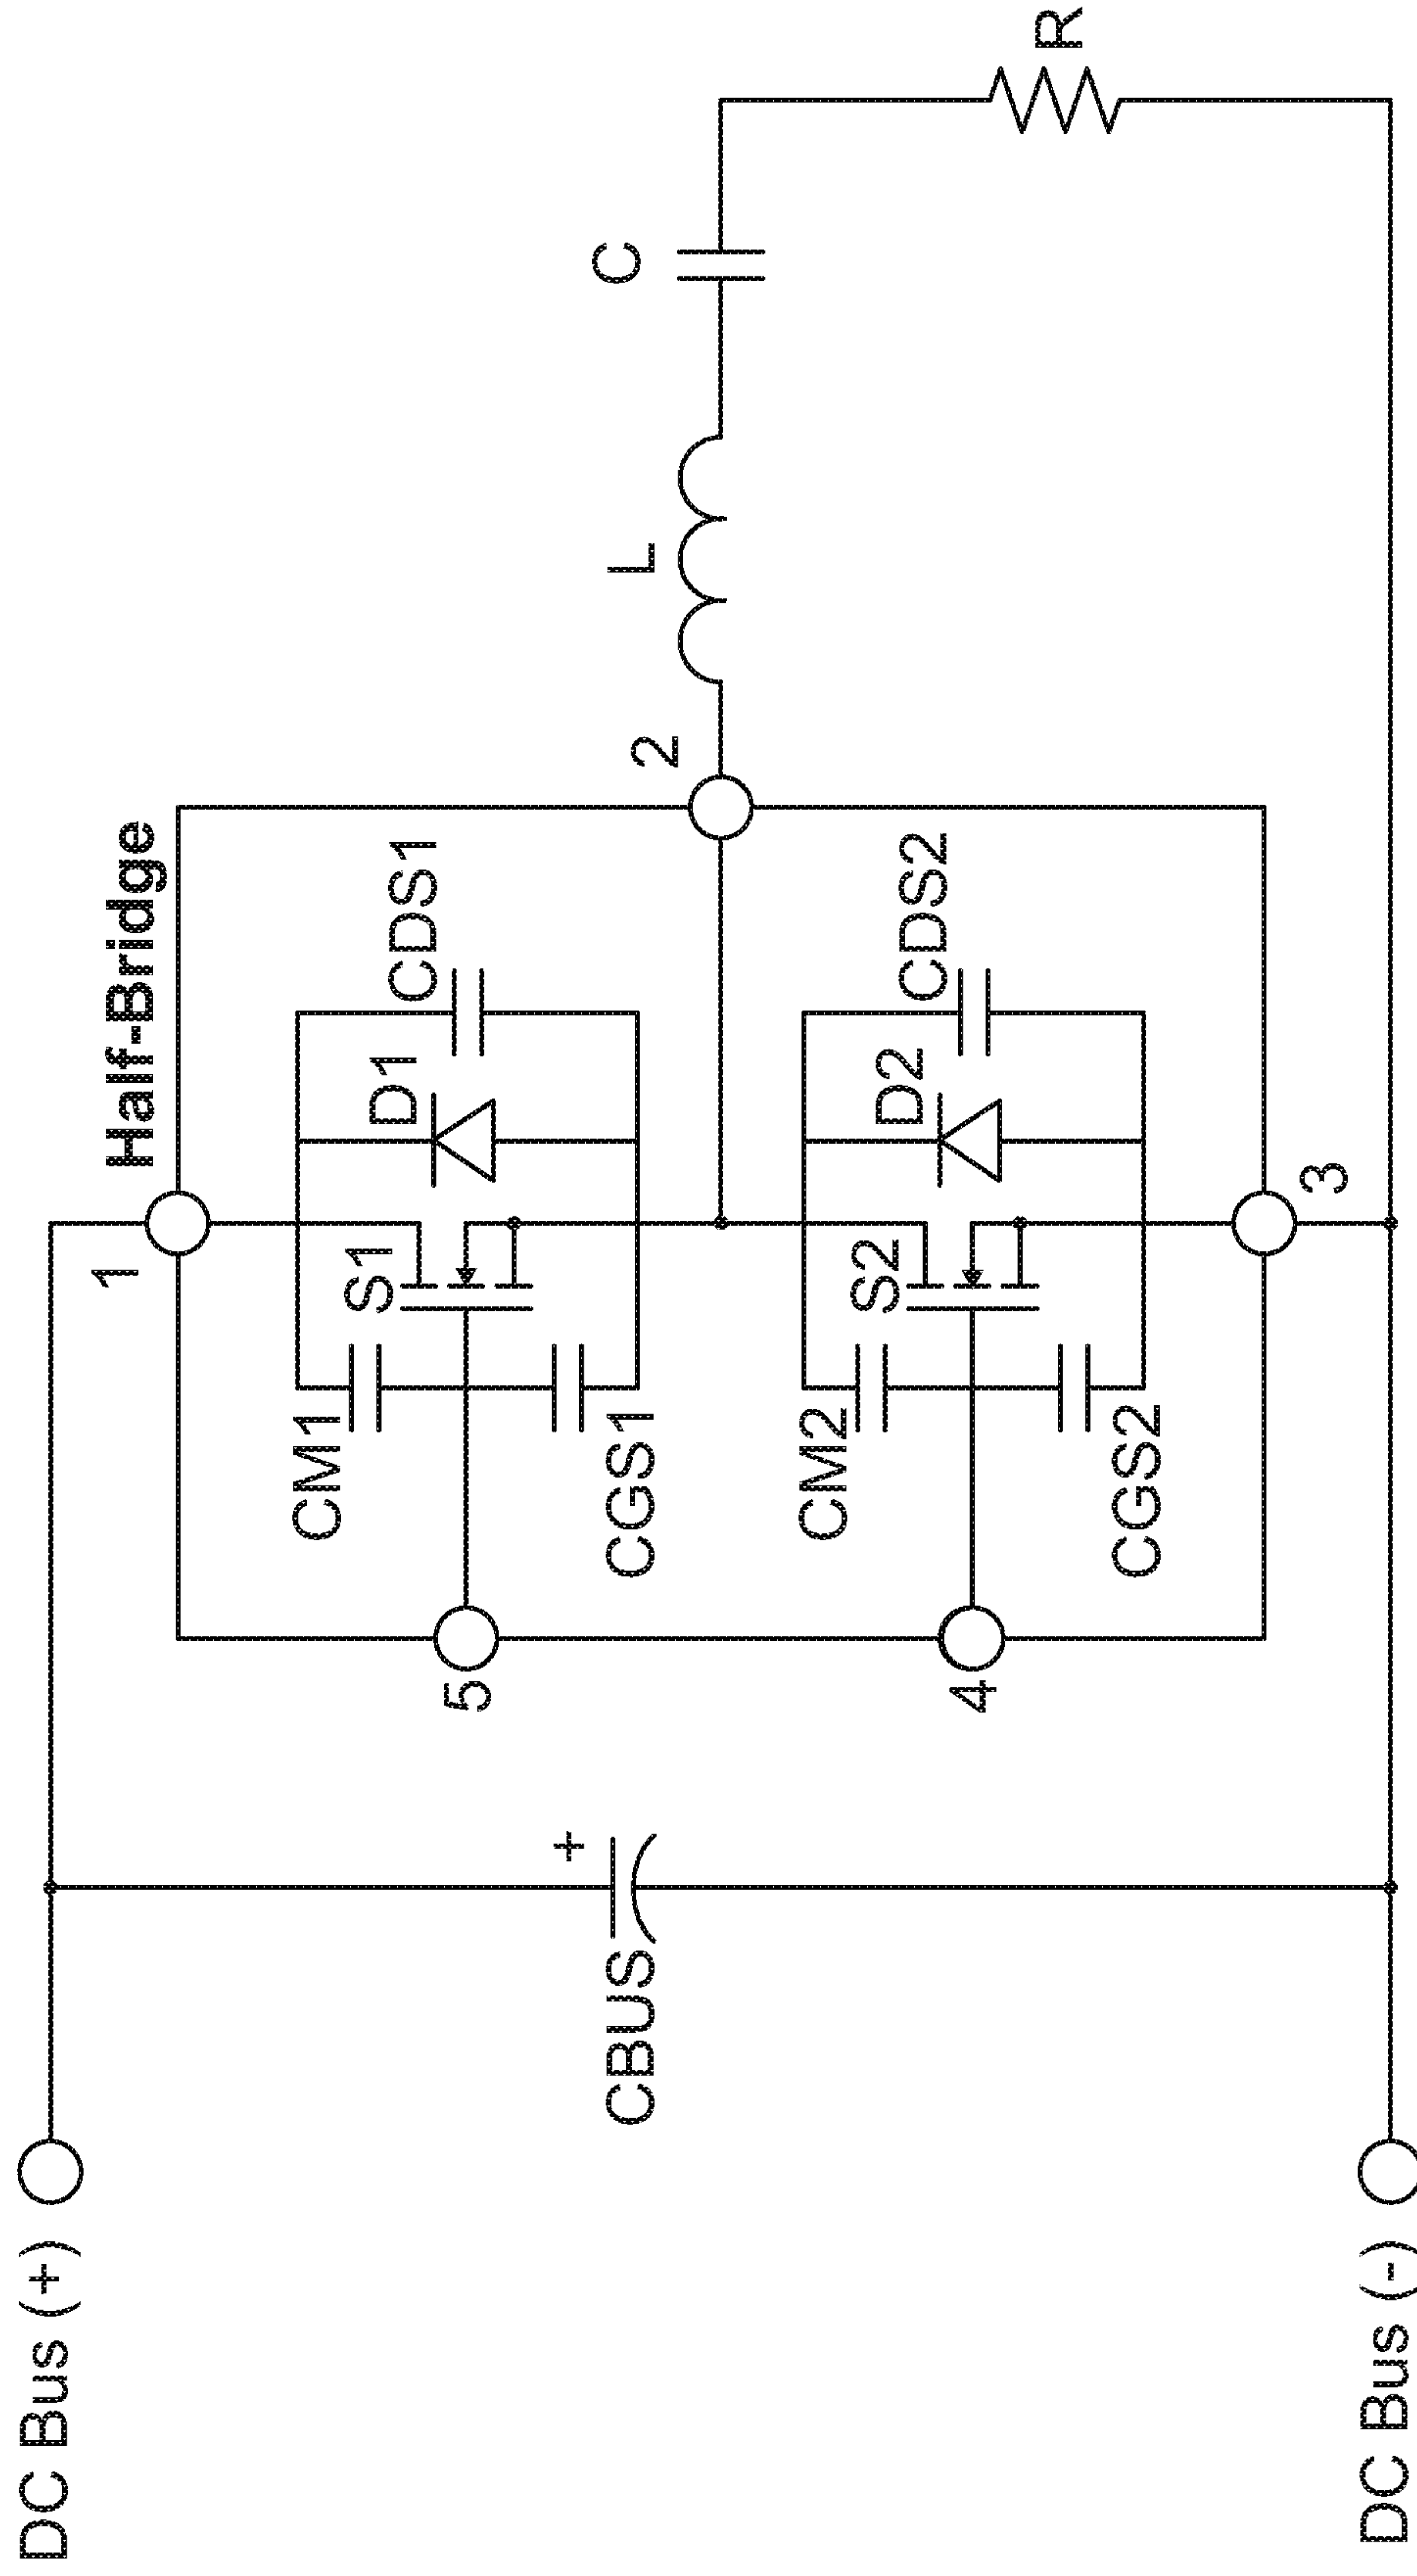 Half-Bridge
DC Bus (+)
1
CM1
S1
D1
CDS1
5
CGS1
2
L
C
R
+
CBUS
CM2
S2
D2
CDS2
4
CGS2
3
DC Bus (-)